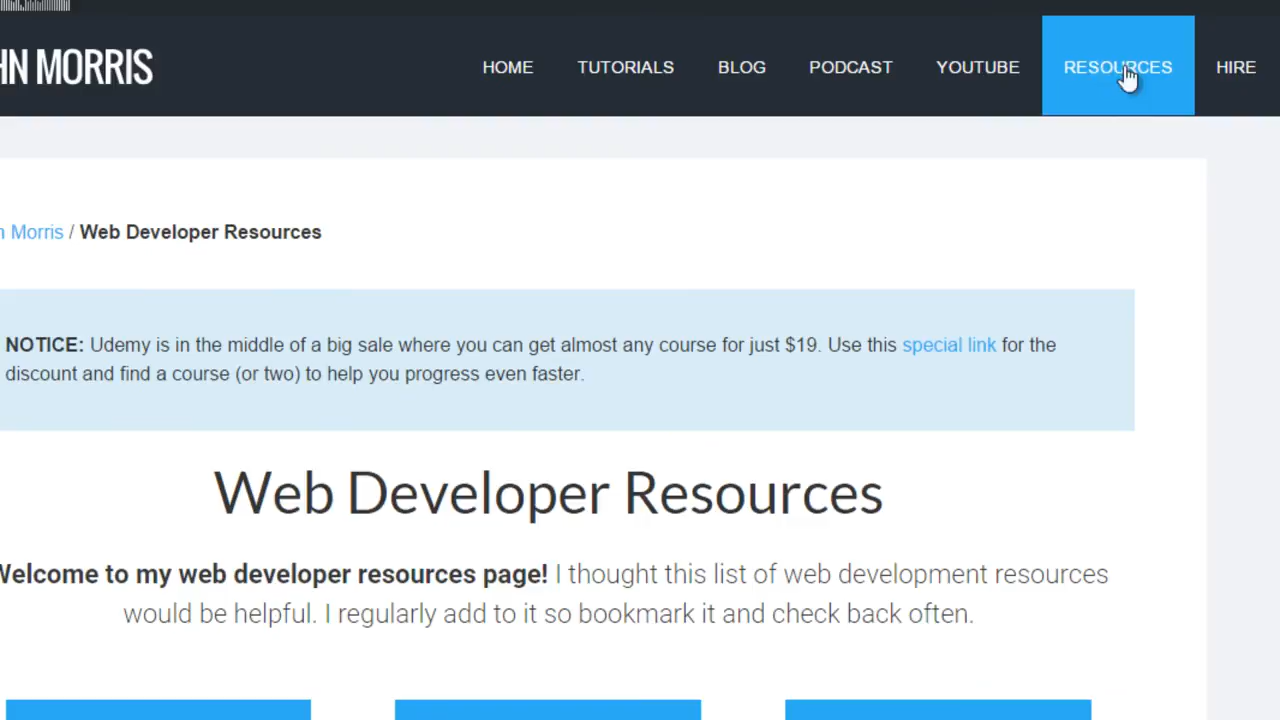 HN MORRIS
HOME TUTORIALS BLOG PODCAST YOUTUBE RESOURCES HIRE
n Morris / Web Developer Resources
NOTICE: Udemy is in the middle of a big sale where you can get almost any course for just $19. Use this special link for the
discount and find a course (or two) to help you progress even faster.
Web Developer Resources
Welcome to my web developer resources page! I thought this list of web development resources
would be helpful. I regularly add to it so bookmark it and check back often.